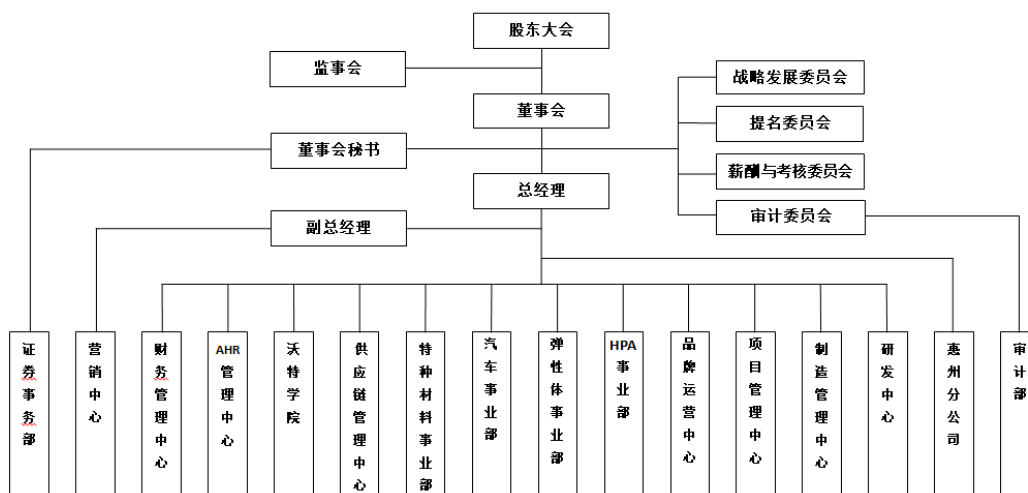 股东大会
监事会
战略发展委员会
董事会
提名委员会
董事会秘书
薪酬与考核委员会
总经理
审计委员会
副总经理
证券事务部
营销中心
财务管理中心
AHR管理中心
沃特学院
供应链管理中心
特种材料事业部
汽车事业部
弹性体事业部
HPA事业部
品牌运营中心
项目管理中心
制造管理中心
研发中心
惠州分公司
审计部